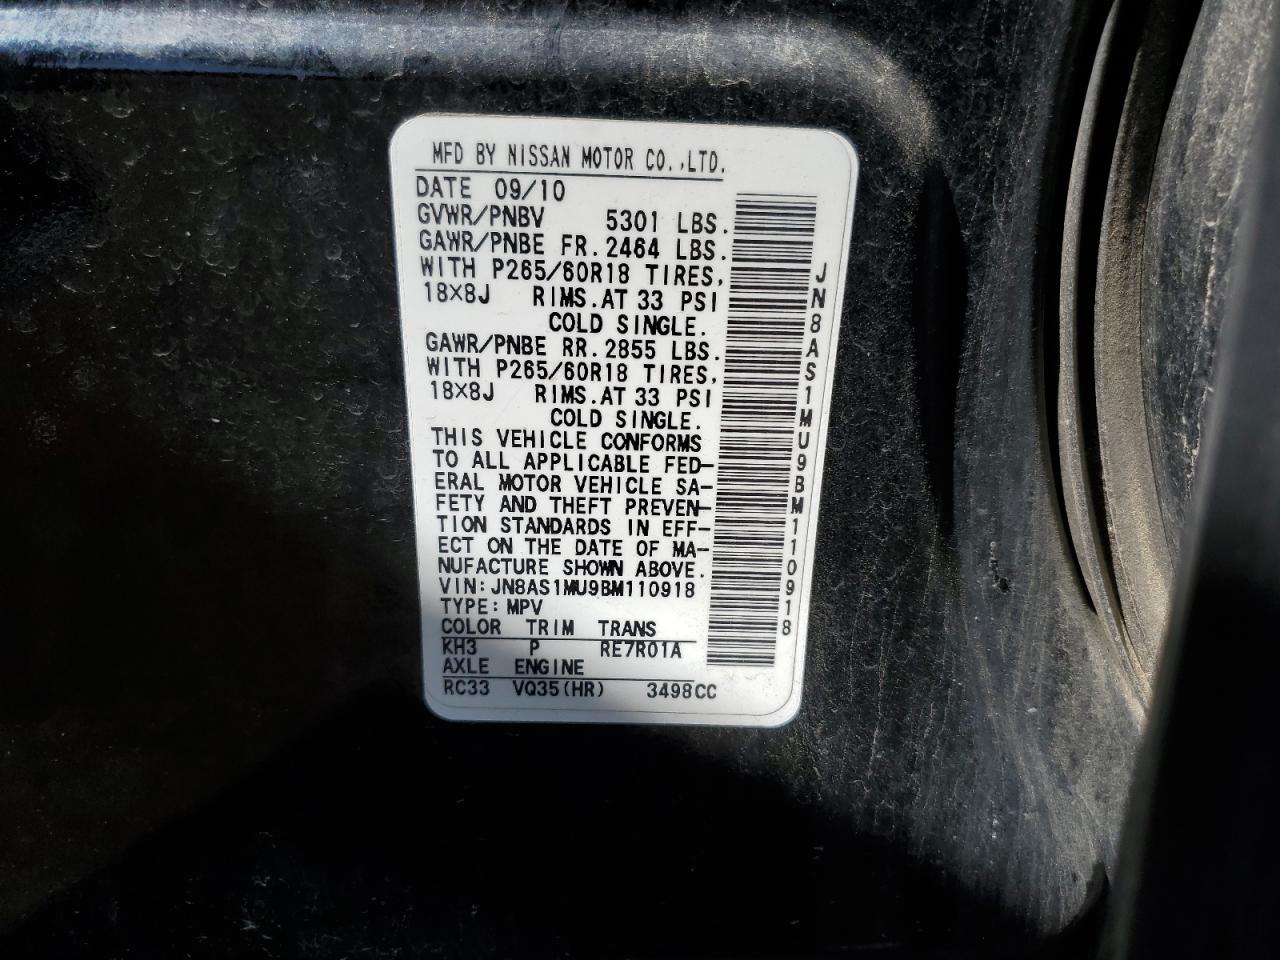 MFD BY NISSAN MOTOR CO.,LTD.
DATE 09/10
GVWR/PNBV 5301 LBS.
GAWR/PNBE FR.2464 LBS.
WITH P265/60R18 TIRES,
18×8J RIMS.AT 33 PSI
COLD SINGLE.
GAWR/PNBE RR.2855 LBS.
WITH P265/60R18 TIRES,
18×8J RIMS.AT 33 PSI
COLD SINGLE.
THIS VEHICLE CONFORMS
TO ALL APPLICABLE FED-
ERAL MOTOR VEHICLE SA-
FETY AND THEFT PREVEN-
TION STANDARDS IN EFF-
ECT ON THE DATE OF MA-
NUFACTURE SHOWN ABOVE.
VIN:JN8AS1MU9BM110918
TYPE:MPV
COLOR TRIM TRANS
KH3 P RE7R01A
AXLE ENGINE
RC33 VQ35(HR) 3498CC
JN8AS1MU9BM110918